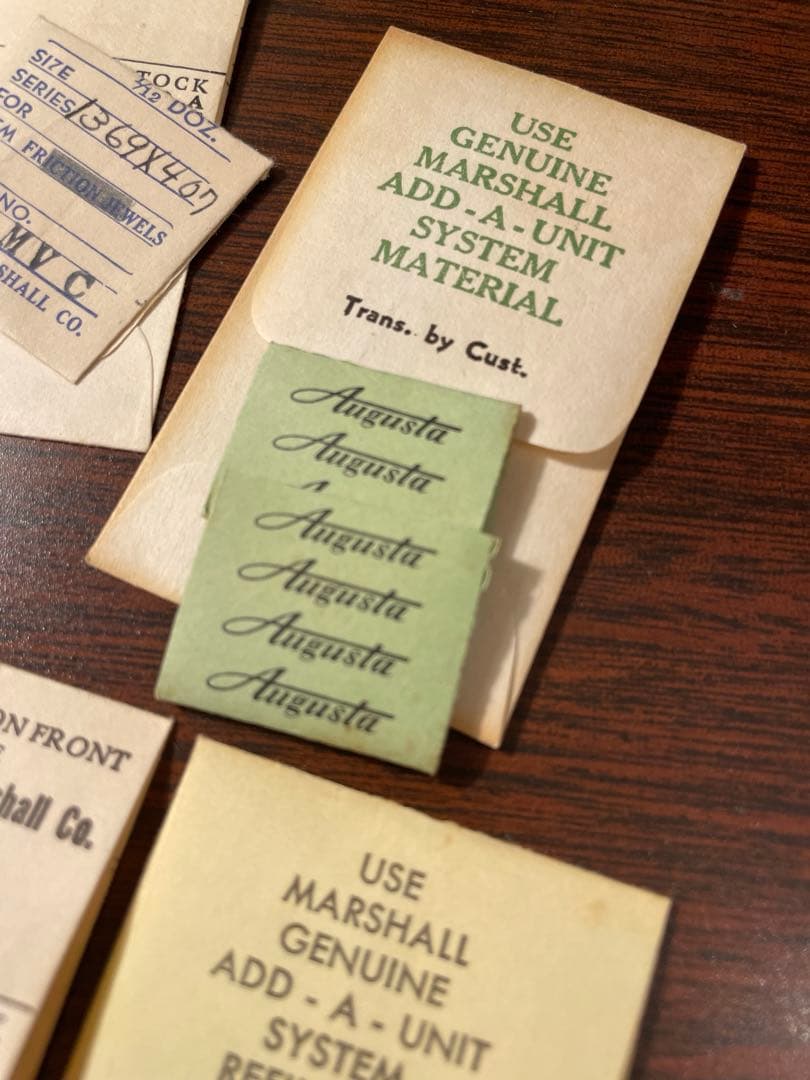 TOCK
A
SIZE 1/12 DOZ.
SERIES 1369X467
FOR
M FRICTION JEWELS
NO.
MVC
SHALL CO.
USE
GENUINE
MARSHALL
ADD-A-UNIT
SYSTEM
MATERIAL
Trans. by Cust.
Augusta
Augusta
Augusta
Augusta
Augusta
Augusta
ON FRONT
hall Co.
USE
MARSHALL
GENUINE
ADD-A-UNIT
SYSTEM